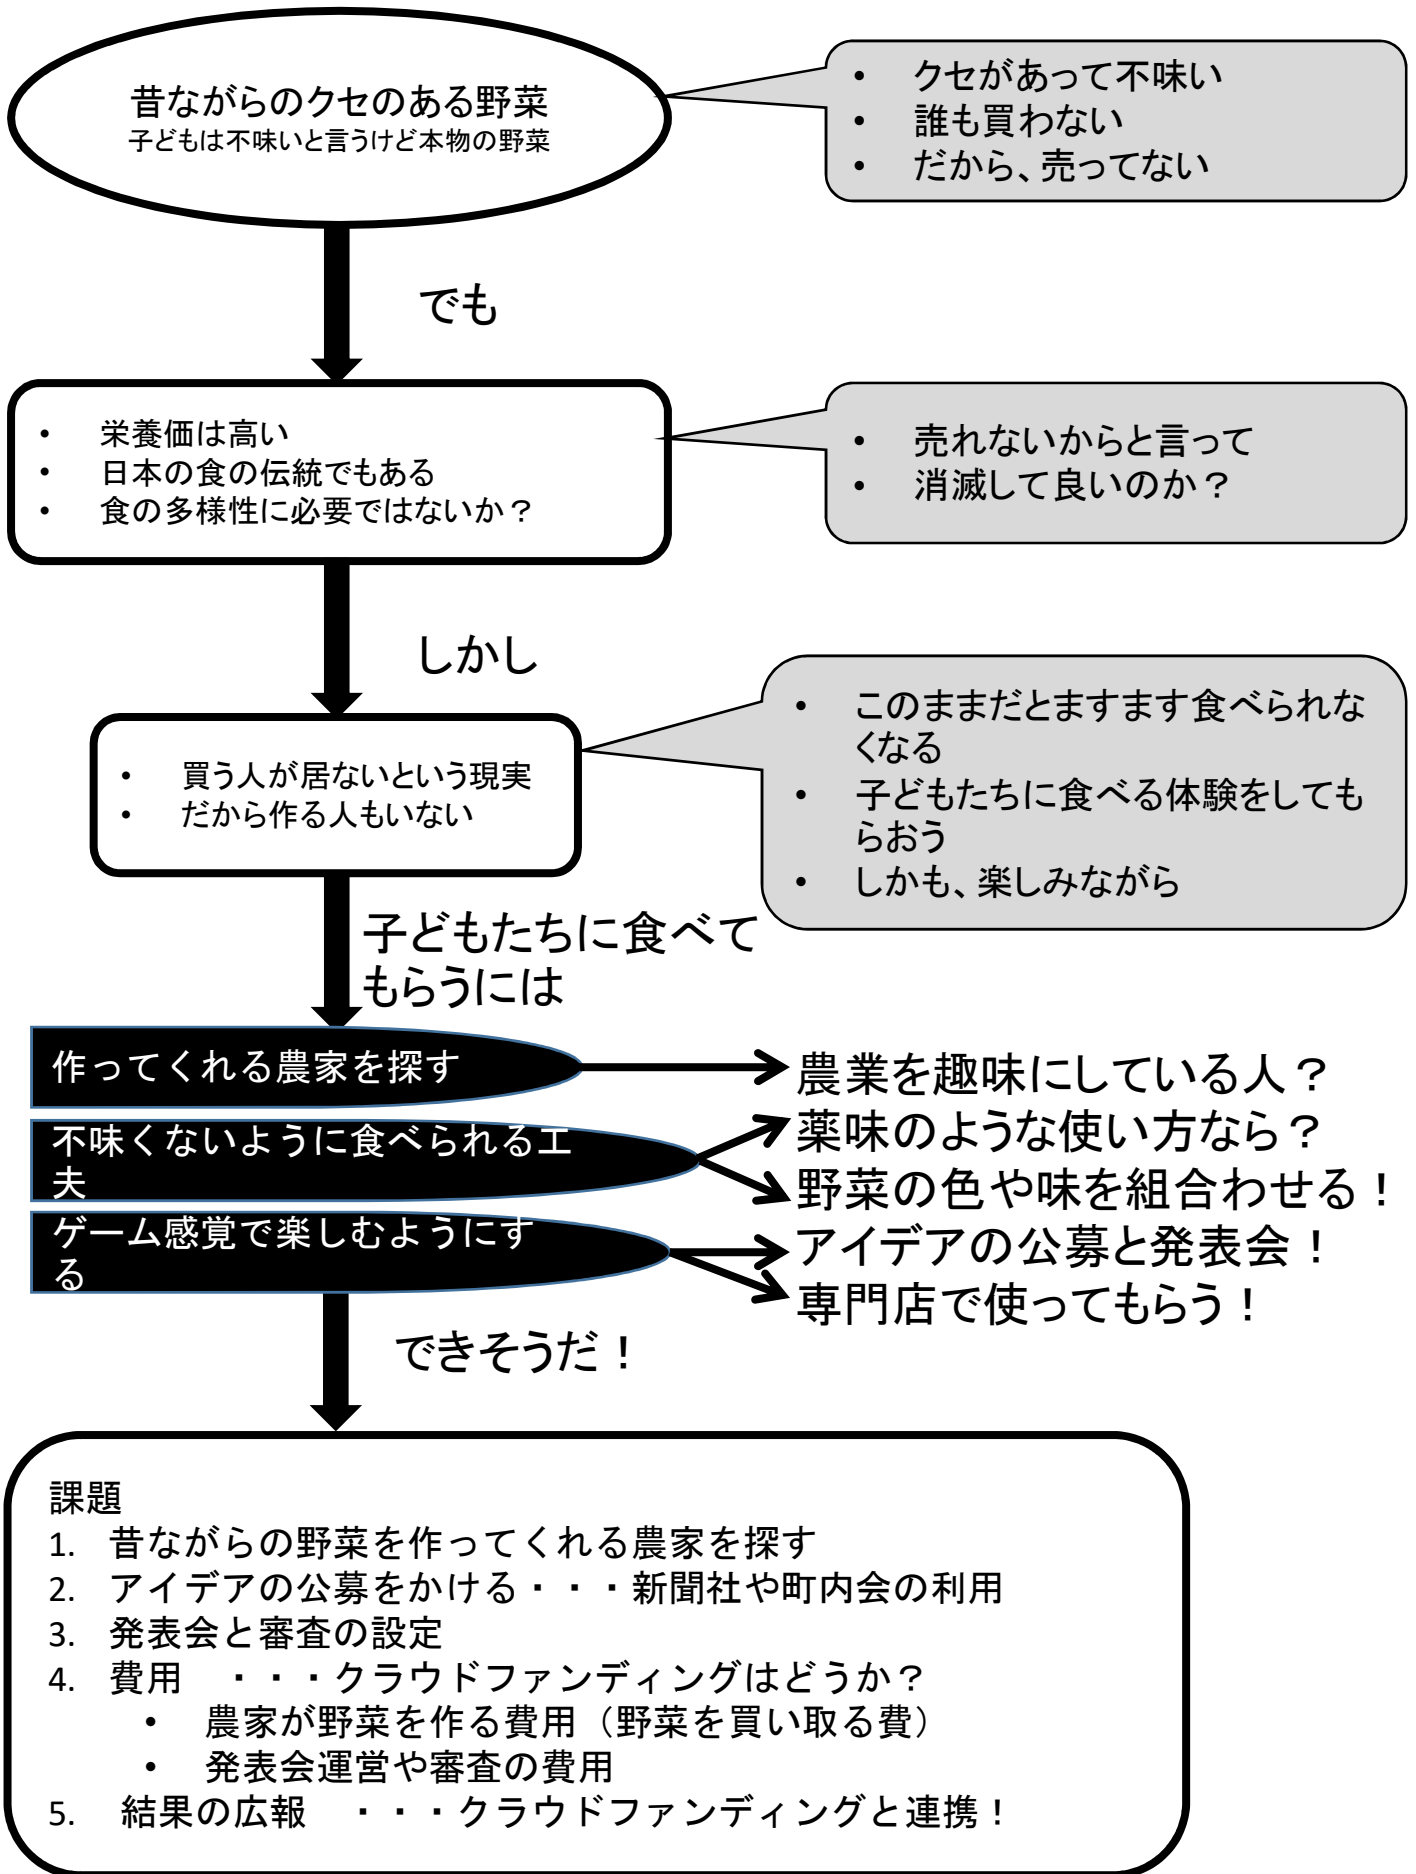 昔ながらのクセのある野菜
子どもは不味いと言うけど本物の野菜
• クセがあって不味い
• 誰も買わない
• だから、売ってない
でも
• 栄養価は高い
• 日本の食の伝統でもある
• 食の多様性に必要ではないか？
• 売れないからと言って
• 消滅して良いのか？
しかし
• 買う人が居ないという現実
• だから作る人もいない
• このままだとますます食べられな
くなる
• 子どもたちに食べる体験をしても
らおう
• しかも、楽しみながら
子どもたちに食べて
もらうには
作ってくれる農家を探す
農業を趣味にしている人？
不味くないように食べられる工
夫
薬味のような使い方なら？
野菜の色や味を組合わせる！
ゲーム感覚で楽しむようにす
る
アイデアの公募と発表会！
専門店で使ってもらう！
できそうだ！
課題
1. 昔ながらの野菜を作ってくれる農家を探す
2. アイデアの公募をかける・・・新聞社や町内会の利用
3. 発表会と審査の設定
4. 費用　・・・クラウドファンディングはどうか？
• 農家が野菜を作る費用（野菜を買い取る費）
• 発表会運営や審査の費用
5. 結果の広報　・・・クラウドファンディングと連携！